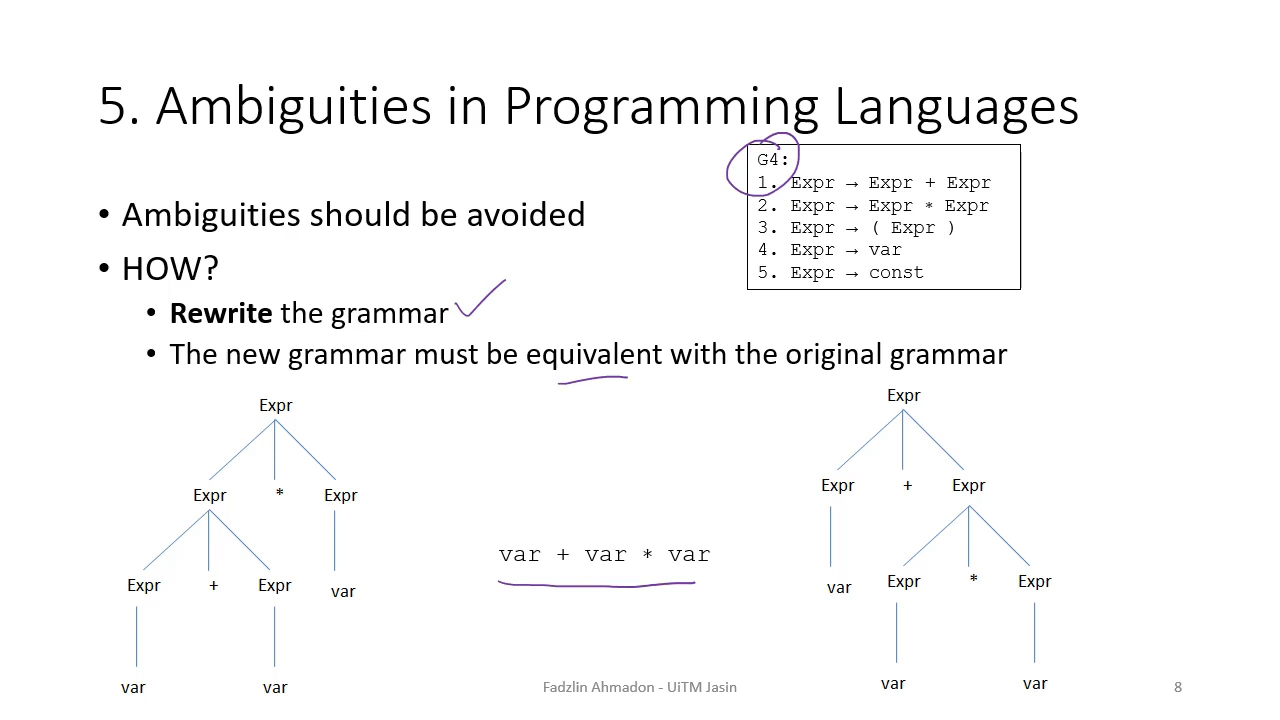 5. Ambiguities in Programming Languages
G4:
1. Expr → Expr + Expr
2. Expr → Expr * Expr
3. Expr → ( Expr )
4. Expr → var
5. Expr → const
• Ambiguities should be avoided
• HOW?
• Rewrite the grammar
• The new grammar must be equivalent with the original grammar
Expr
Expr * Expr
Expr + Expr var
var var
var + var * var
Expr
Expr + Expr
var Expr * Expr
var var
Fadzlin Ahmadon - UiTM Jasin
8